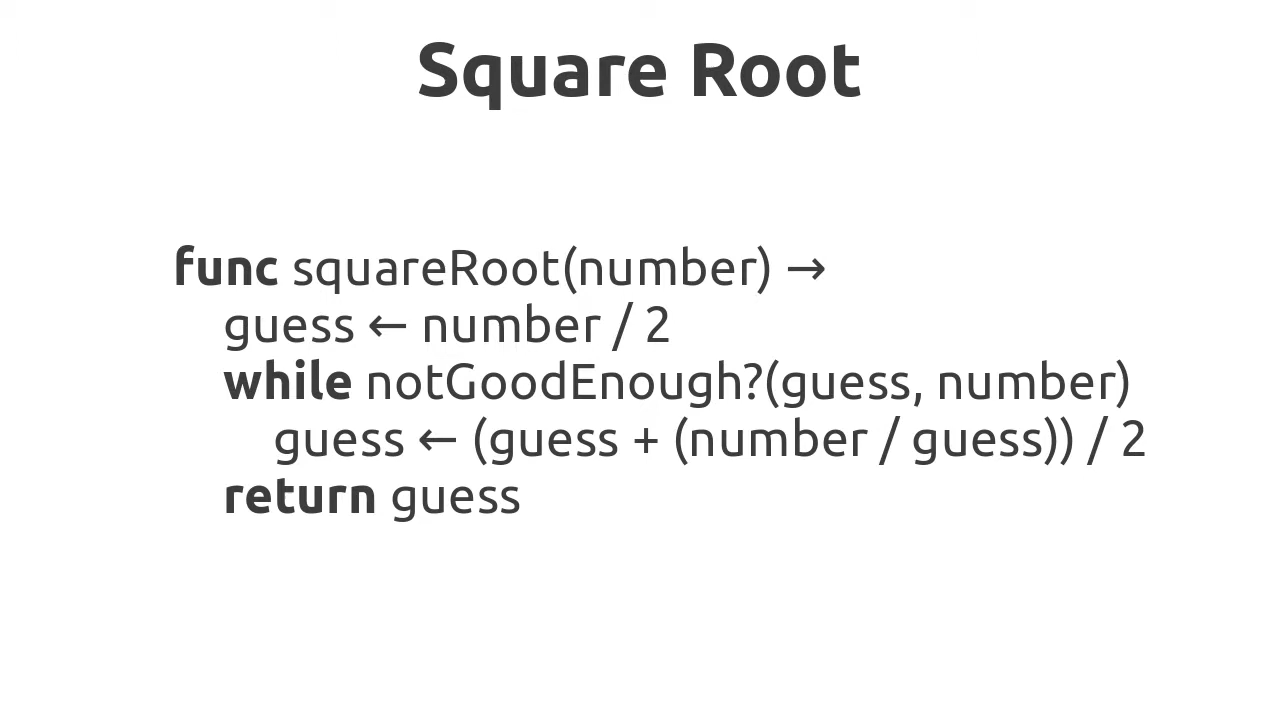 Square Root
func squareRoot(number) →
guess ← number / 2
while notGoodEnough?(guess, number)
guess ← (guess + (number / guess)) / 2
return guess